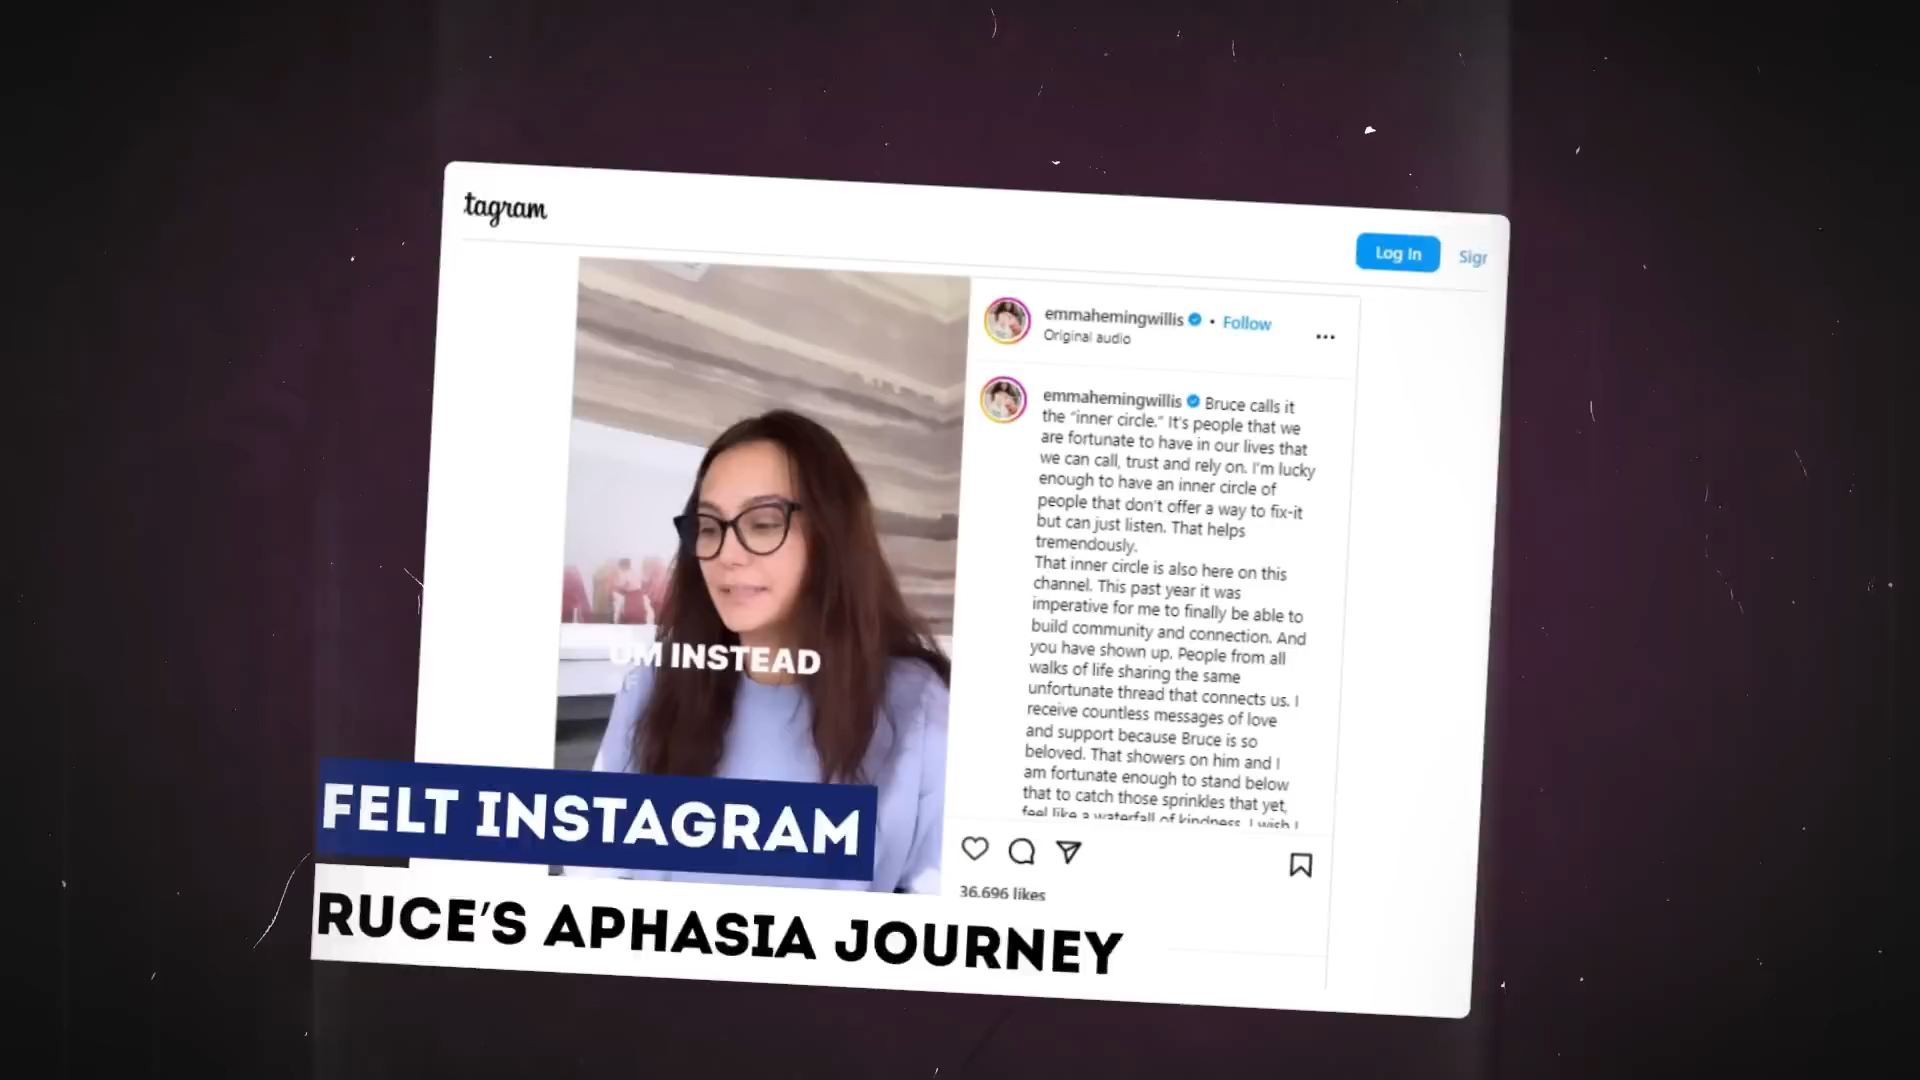 tagram
Log In
Sigr
emmahemingwillis • Follow
Original audio
emmahemingwillis Bruce calls it
the "inner circle." It's people that we
are fortunate to have in our lives that
we can call, trust and rely on. I'm lucky
enough to have an inner circle of
people that don't offer a way to fix-it
but can just listen. That helps
tremendously.
That inner circle is also here on this
channel. This past year it was
imperative for me to finally be able to
build community and connection. And
you have shown up. People from all
walks of life sharing the same
unfortunate thread that connects us. I
receive countless messages of love
and support because Bruce is so
beloved. That showers on him and I
am fortunate enough to stand below
that to catch those sprinkles that yet,
feel like a waterfall of kindness. I wish I
UM INSTEAD
36,696 likes
FELT INSTAGRAM
RUCE'S APHASIA JOURNEY